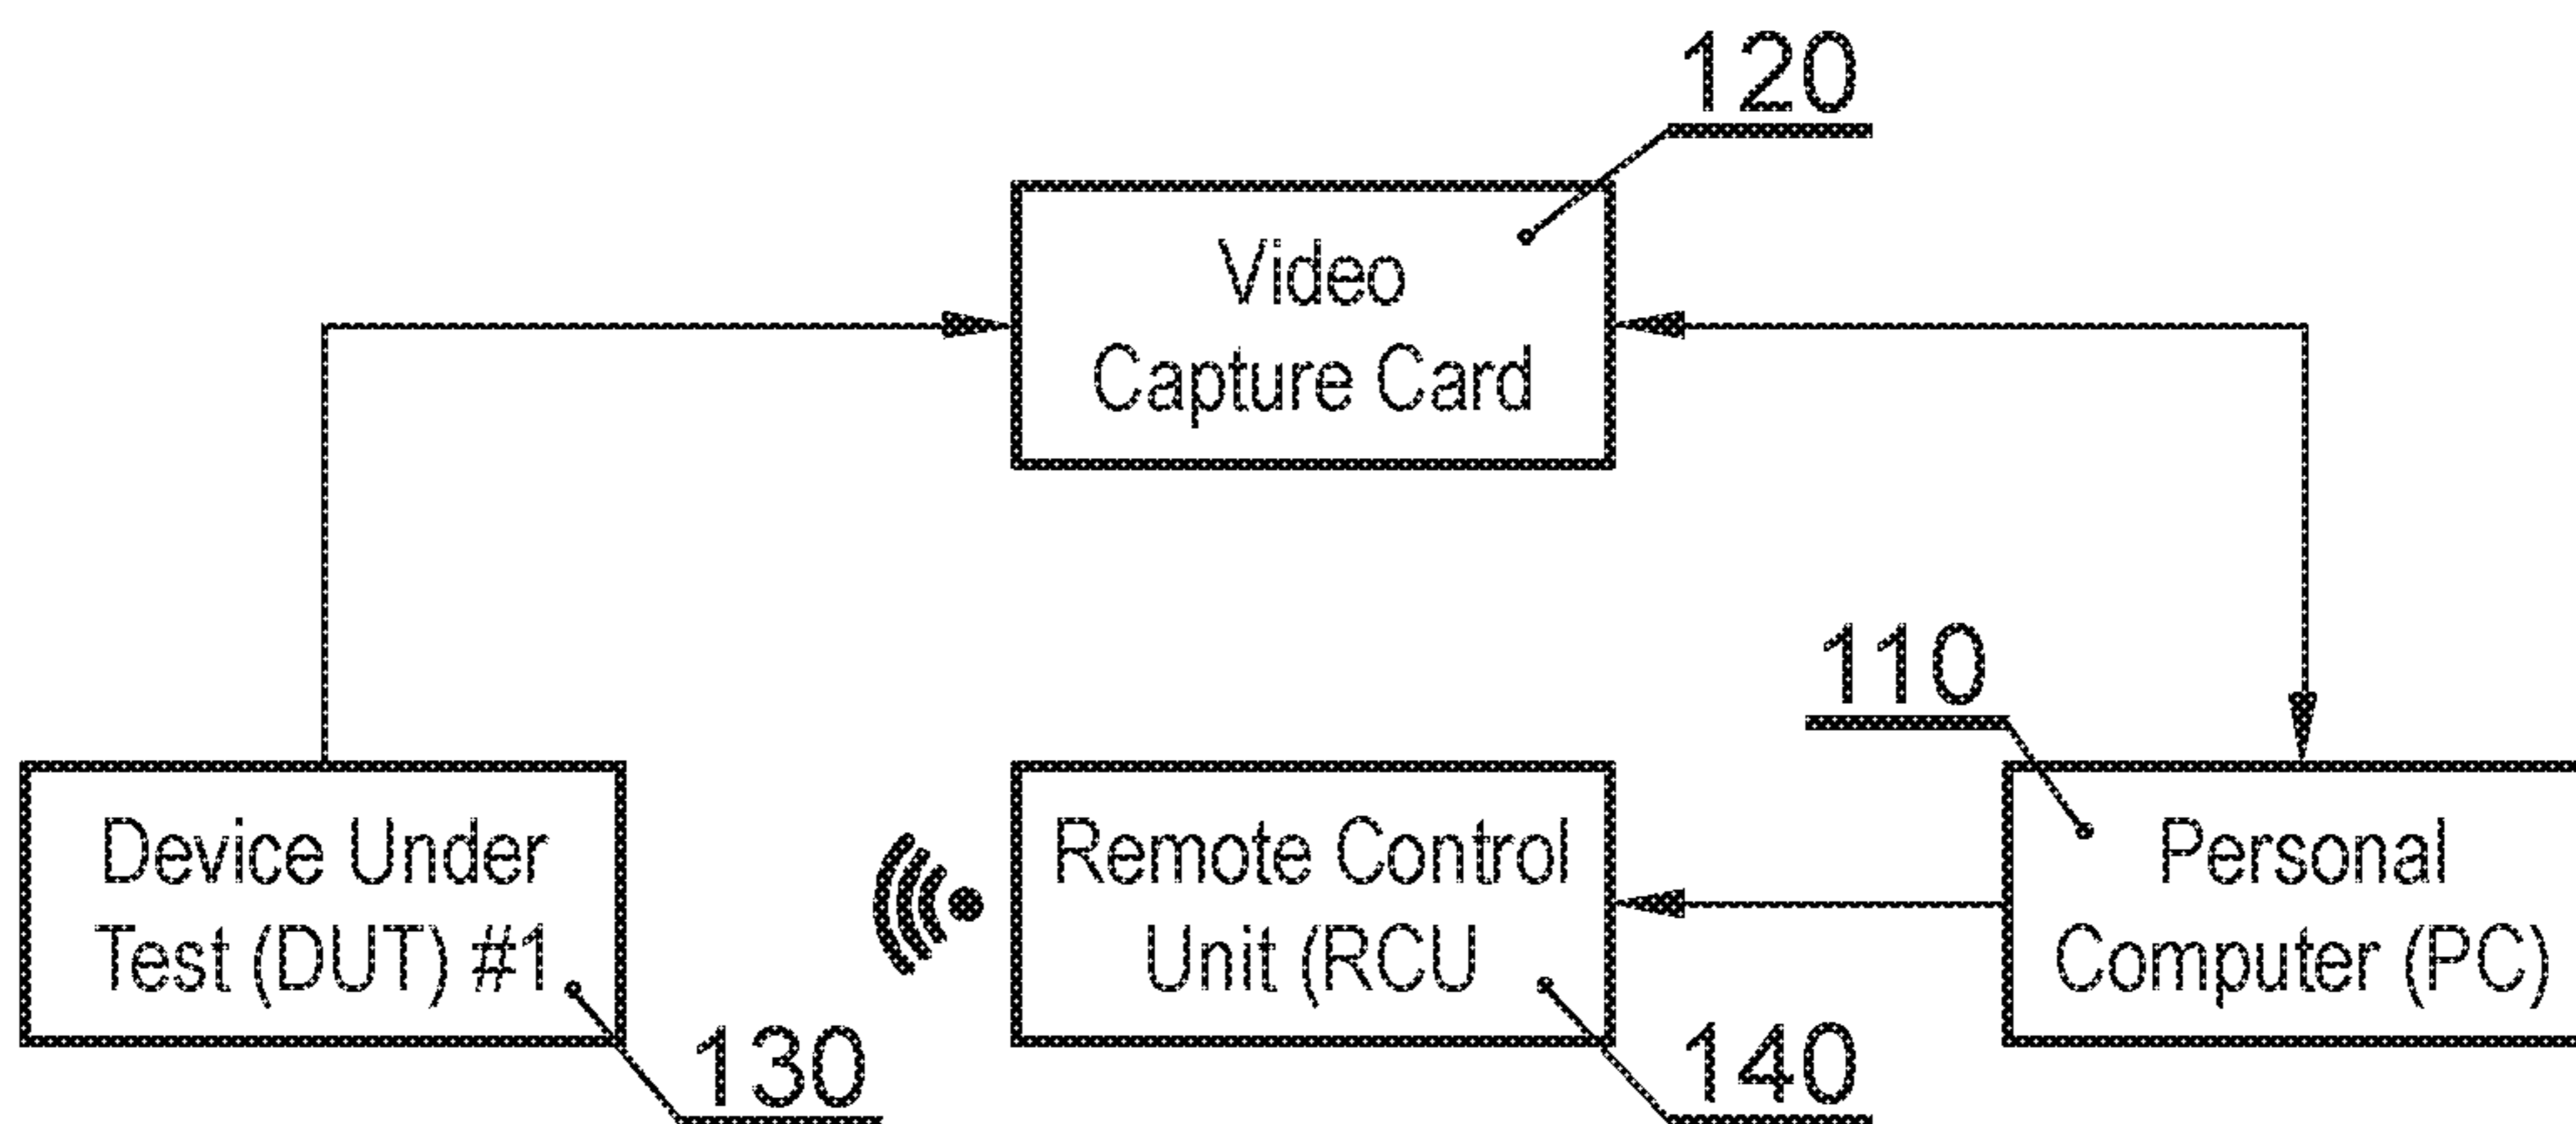 120
Video
Capture Card
110
Device Under
Test (DUT) #1
130
Remote Control
Unit (RCU
140
Personal
Computer (PC)